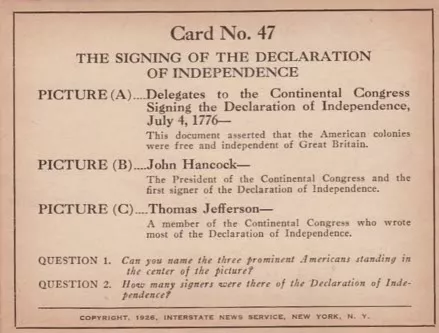 Card No. 47
THE SIGNING OF THE DECLARATION
OF INDEPENDENCE
PICTURE (A)....Delegates to the Continental Congress
Signing the Declaration of Independence,
July 4, 1776—
This document asserted that the American colonies
were free and independent of Great Britain.
PICTURE (B)....John Hancock—
The President of the Continental Congress and the
first signer of the Declaration of Independence.
PICTURE (C)....Thomas Jefferson—
A member of the Continental Congress who wrote
most of the Declaration of Independence.
QUESTION 1. Can you name the three prominent Americans standing in
the center of the picture?
QUESTION 2. How many signers were there of the Declaration of Inde-
pendence?
COPYRIGHT, 1926, INTERSTATE NEWS SERVICE, NEW YORK, N. Y.